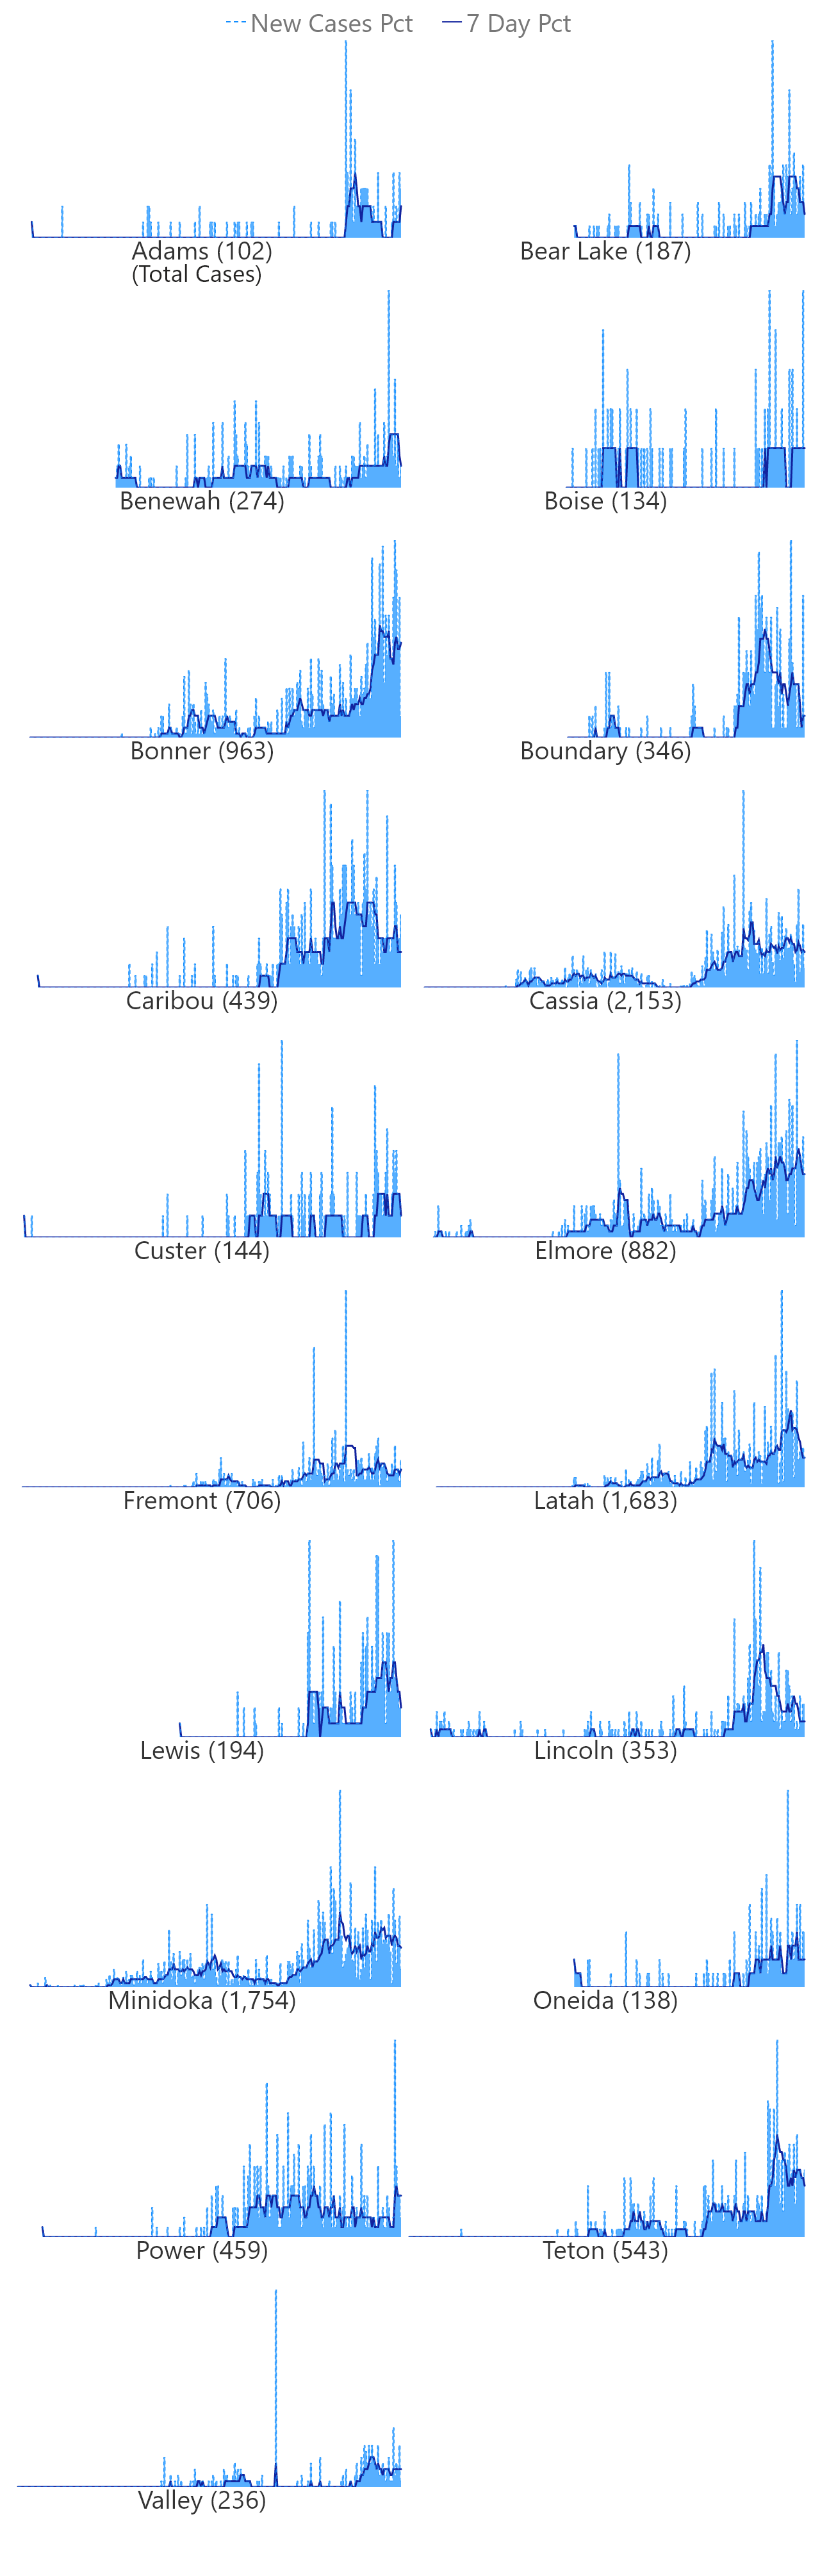 New Cases Pct 7 Day Pct
Adams (102)
(Total Cases)
Bear Lake (187)
Benewah (274)
Boise (134)
Bonner (963)
Boundary (346)
Caribou (439)
Cassia (2,153)
Custer (144)
Elmore (882)
Fremont (706)
Latah (1,683)
Lewis (194)
Lincoln (353)
Minidoka (1,754)
Oneida (138)
Power (459)
Teton (543)
Valley (236)